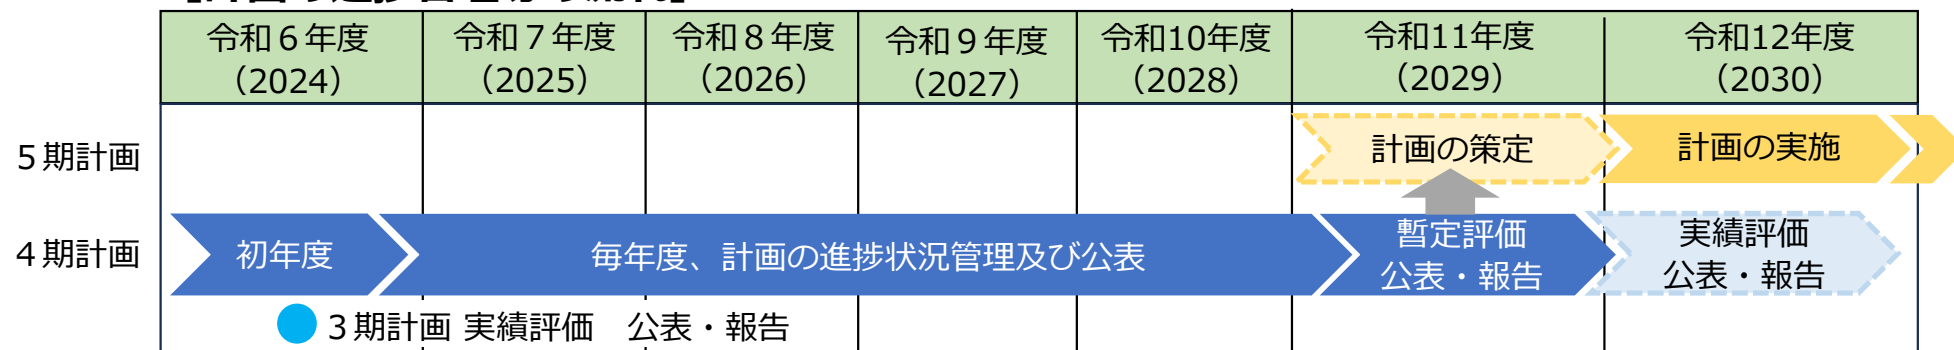 令和６年度
（2024）
令和７年度
（2025）
令和８年度
（2026）
令和９年度
（2027）
令和10年度
（2028）
令和11年度
（2029）
令和12年度
（2030）
５期計画
計画の策定
計画の実施
４期計画
初年度
毎年度、計画の進捗状況管理及び公表
暫定評価
公表・報告
実績評価
公表・報告
３期計画 実績評価　公表・報告